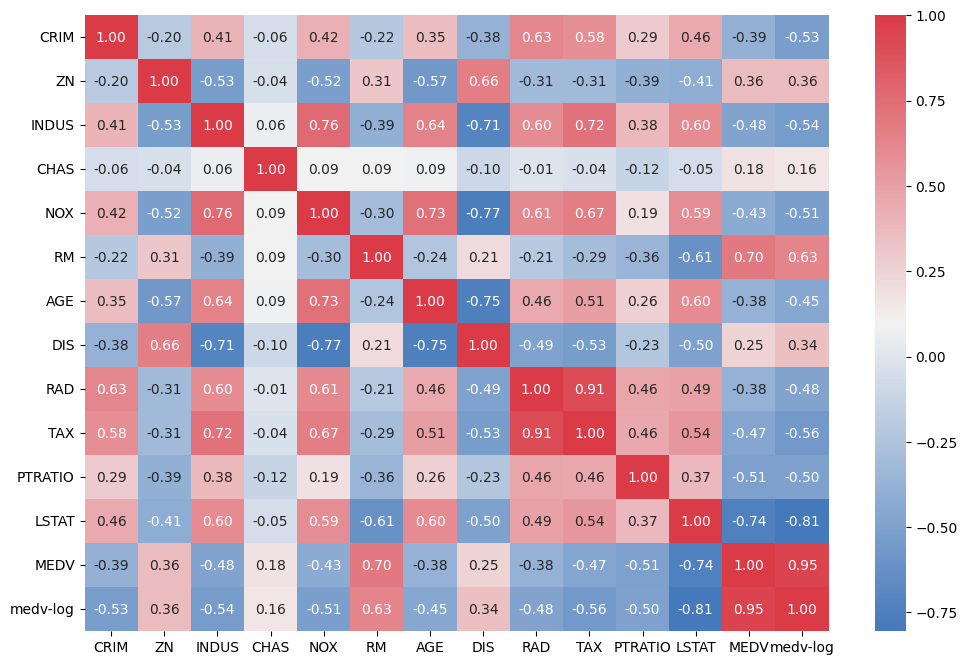 CRIM 1.00 -0.20 0.41 -0.06 0.42 -0.22 0.35 -0.38 0.63 0.58 0.29 0.46 -0.39 -0.53
ZN -0.20 1.00 -0.53 -0.04 -0.52 0.31 -0.57 0.66 -0.31 -0.31 -0.39 -0.41 0.36 0.36
INDUS 0.41 -0.53 1.00 0.06 0.76 -0.39 0.64 -0.71 0.60 0.72 0.38 0.60 -0.48 -0.54
CHAS -0.06 -0.04 0.06 1.00 0.09 0.09 0.09 -0.10 -0.01 -0.04 -0.12 -0.05 0.18 0.16
NOX 0.42 -0.52 0.76 0.09 1.00 -0.30 0.73 -0.77 0.61 0.67 0.19 0.59 -0.43 -0.51
RM -0.22 0.31 -0.39 0.09 -0.30 1.00 -0.24 0.21 -0.21 -0.29 -0.36 -0.61 0.70 0.63
AGE 0.35 -0.57 0.64 0.09 0.73 -0.24 1.00 -0.75 0.46 0.51 0.26 0.60 -0.38 -0.45
DIS -0.38 0.66 -0.71 -0.10 -0.77 0.21 -0.75 1.00 -0.49 -0.53 -0.23 -0.50 0.25 0.34
RAD 0.63 -0.31 0.60 -0.01 0.61 -0.21 0.46 -0.49 1.00 0.91 0.46 0.49 -0.38 -0.48
TAX 0.58 -0.31 0.72 -0.04 0.67 -0.29 0.51 -0.53 0.91 1.00 0.46 0.54 -0.47 -0.56
PTRATIO 0.29 -0.39 0.38 -0.12 0.19 -0.36 0.26 -0.23 0.46 0.46 1.00 0.37 -0.51 -0.50
LSTAT 0.46 -0.41 0.60 -0.05 0.59 -0.61 0.60 -0.50 0.49 0.54 0.37 1.00 -0.74 -0.81
MEDV -0.39 0.36 -0.48 0.18 -0.43 0.70 -0.38 0.25 -0.38 -0.47 -0.51 -0.74 1.00 0.95
medv-log -0.53 0.36 -0.54 0.16 -0.51 0.63 -0.45 0.34 -0.48 -0.56 -0.50 -0.81 0.95 1.00
CRIM ZN INDUS CHAS NOX RM AGE DIS RAD TAX PTRATIO LSTAT MEDV medv-log
1.00
0.75
0.50
0.25
0.00
−0.25
−0.50
−0.75